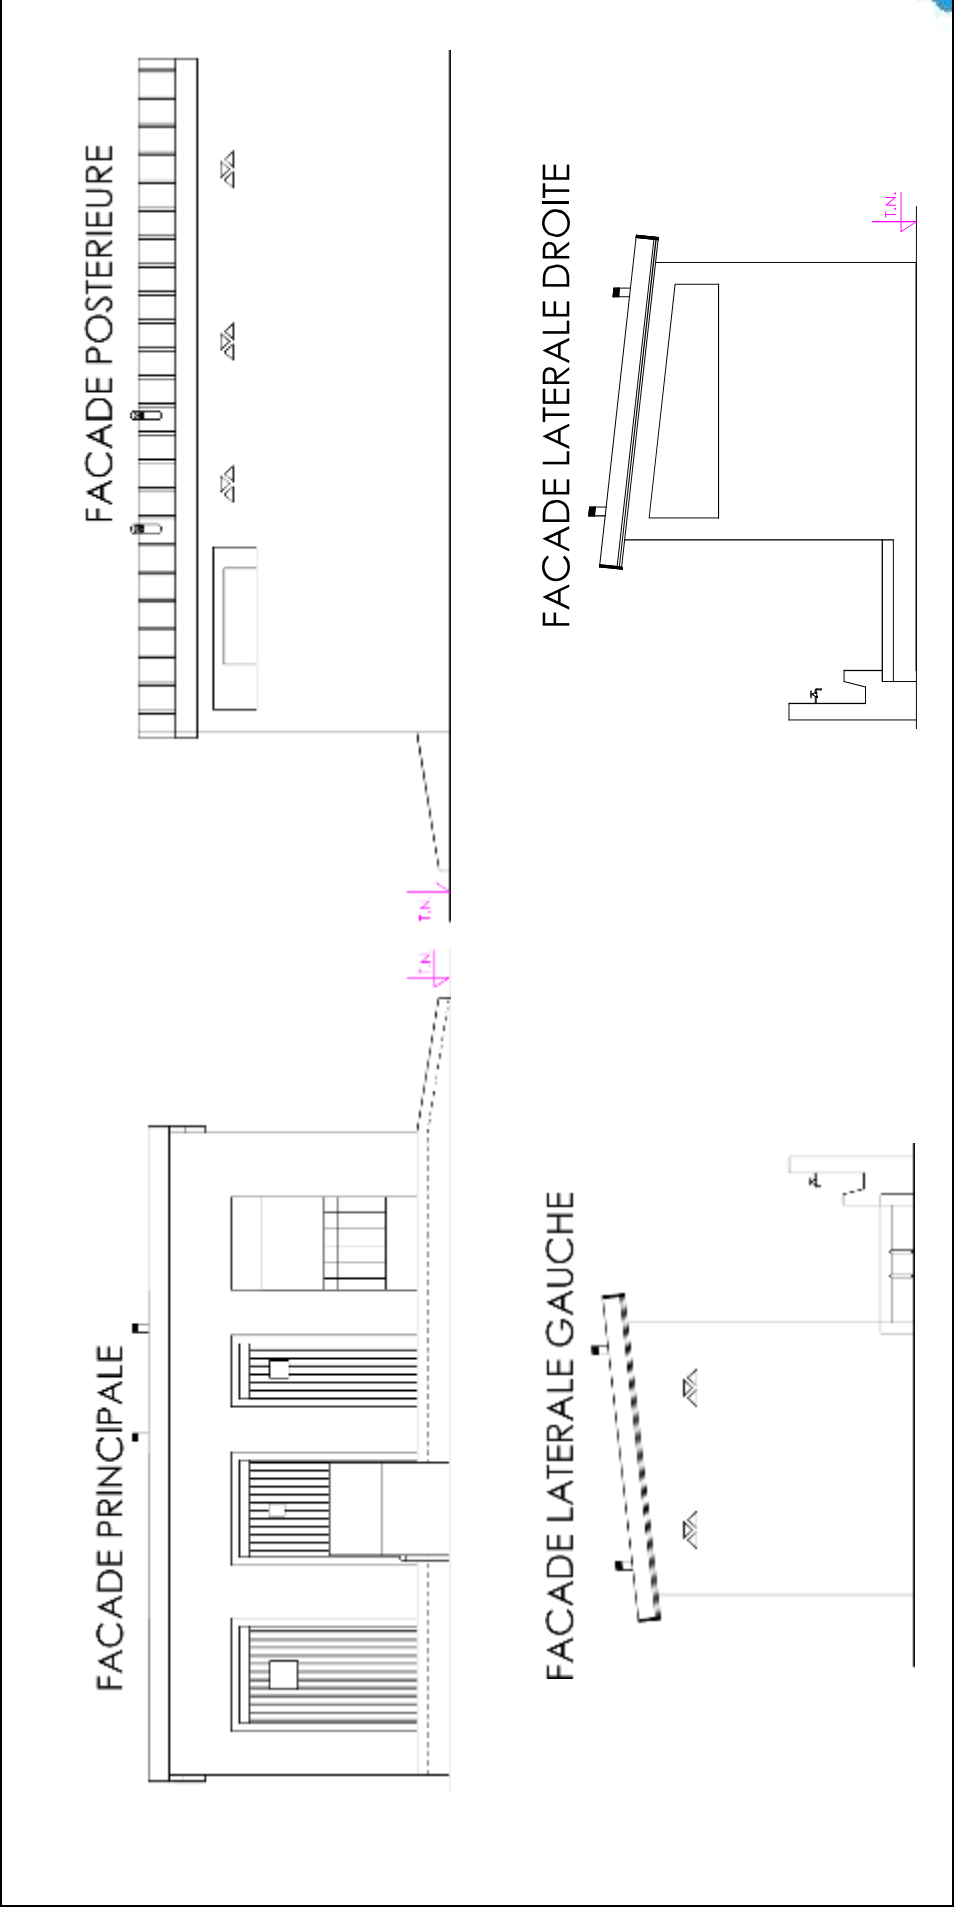 FACADE PRINCIPALE
T.N.
FACADE POSTERIEURE
T.N.
FACADE LATERALE GAUCHE
FACADE LATERALE DROITE
T.N.